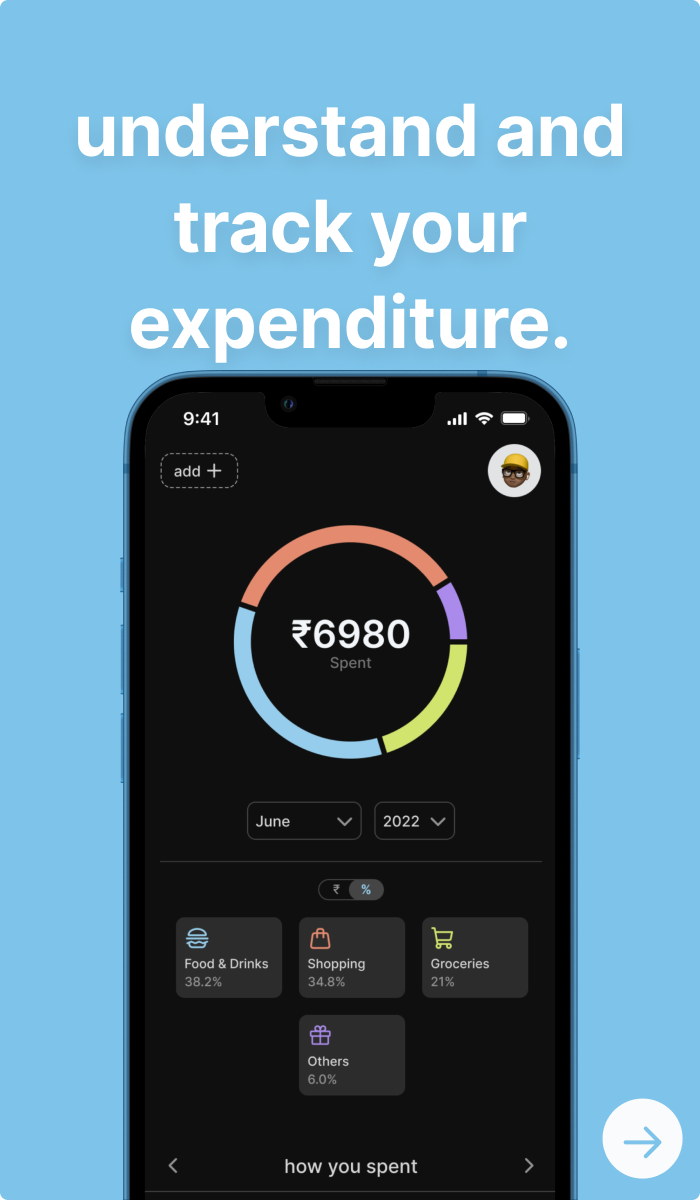 understand and
track your
expenditure.
9:41
add +
₹6980
Spent
June
2022
₹ %
Food & Drinks
38.2%
Shopping
34.8%
Groceries
21%
Others
6.0%
how you spent